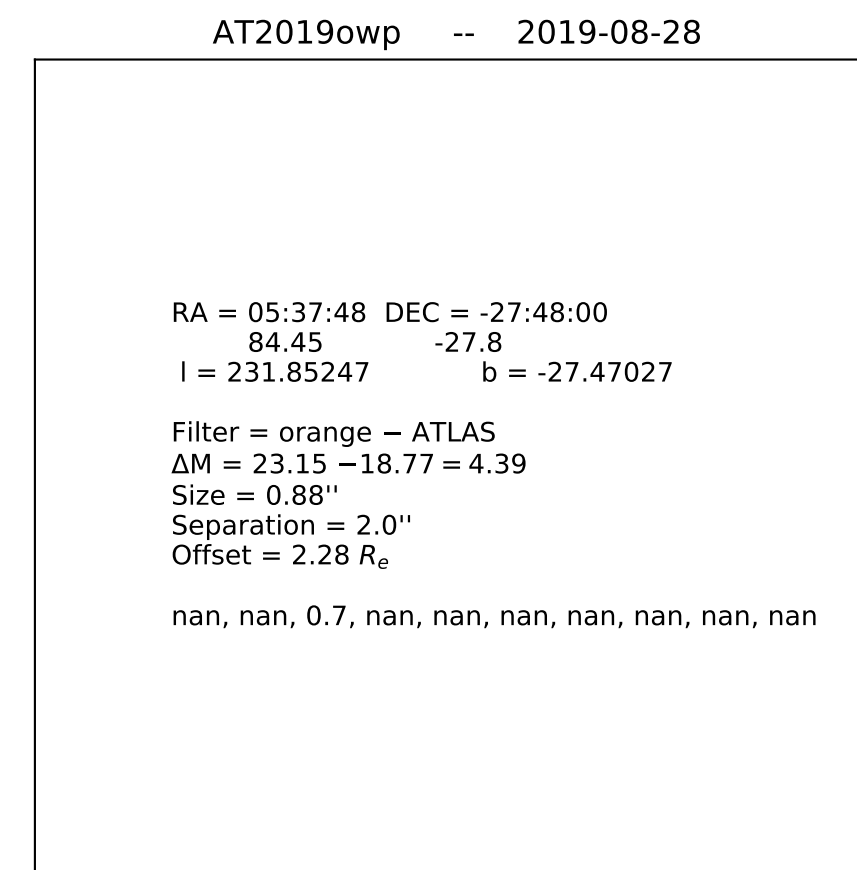 AT2019owp -- 2019-08-28
RA = 05:37:48 DEC = -27:48:00
84.45 -27.8
l = 231.85247 b = -27.47027
Filter = orange − ATLAS
ΔM = 23.15 −18.77 = 4.39
Size = 0.88''
Separation = 2.0''
Offset = 2.28 Re
nan, nan, 0.7, nan, nan, nan, nan, nan, nan, nan